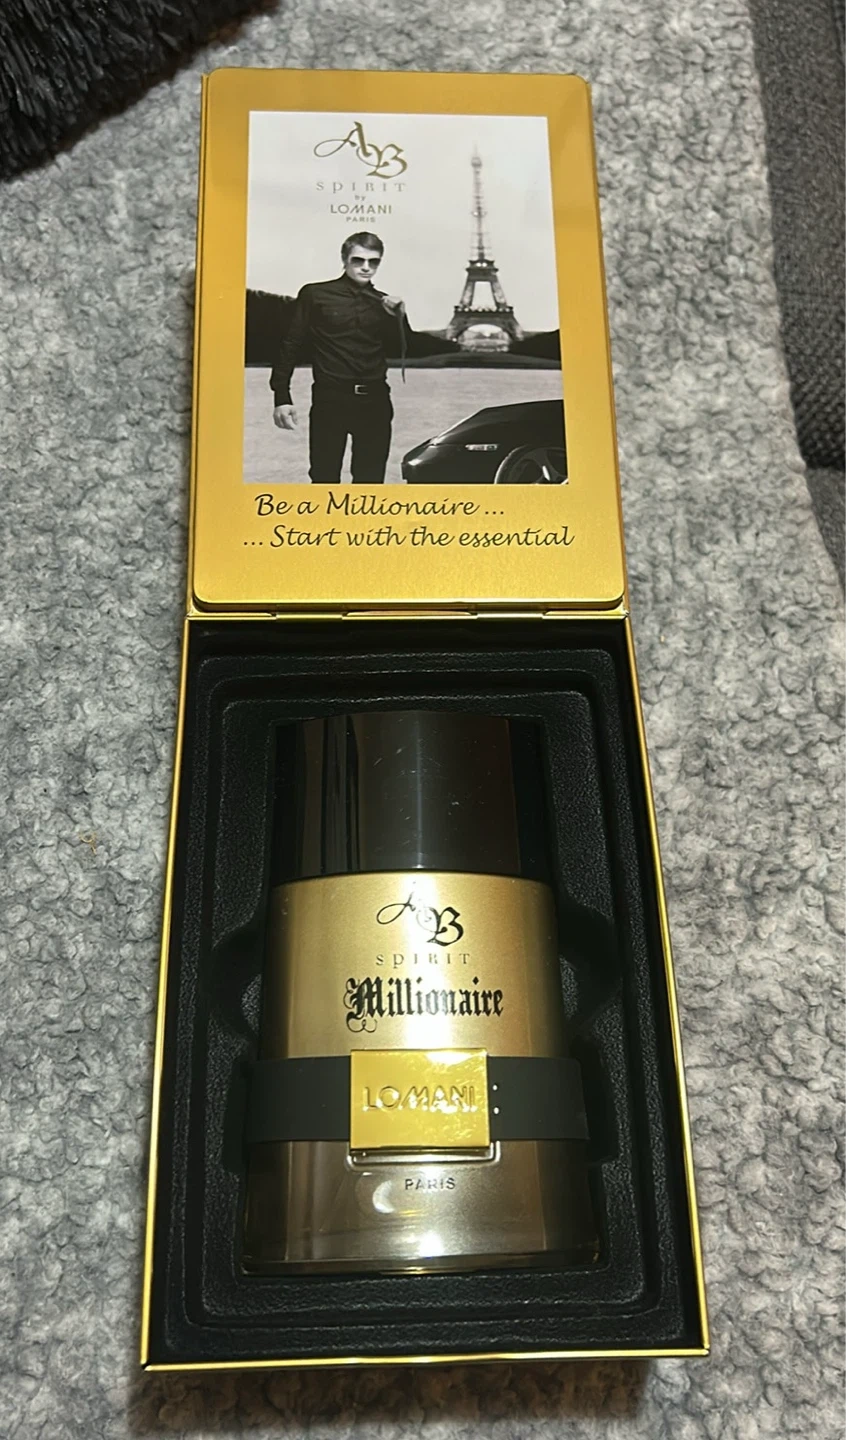 AB
SPIRIT
by
LOMANI
PARIS
Be a Millionaire ...
... Start with the essential
AB
SPIRIT
Millionaire
LOMANI
PARIS